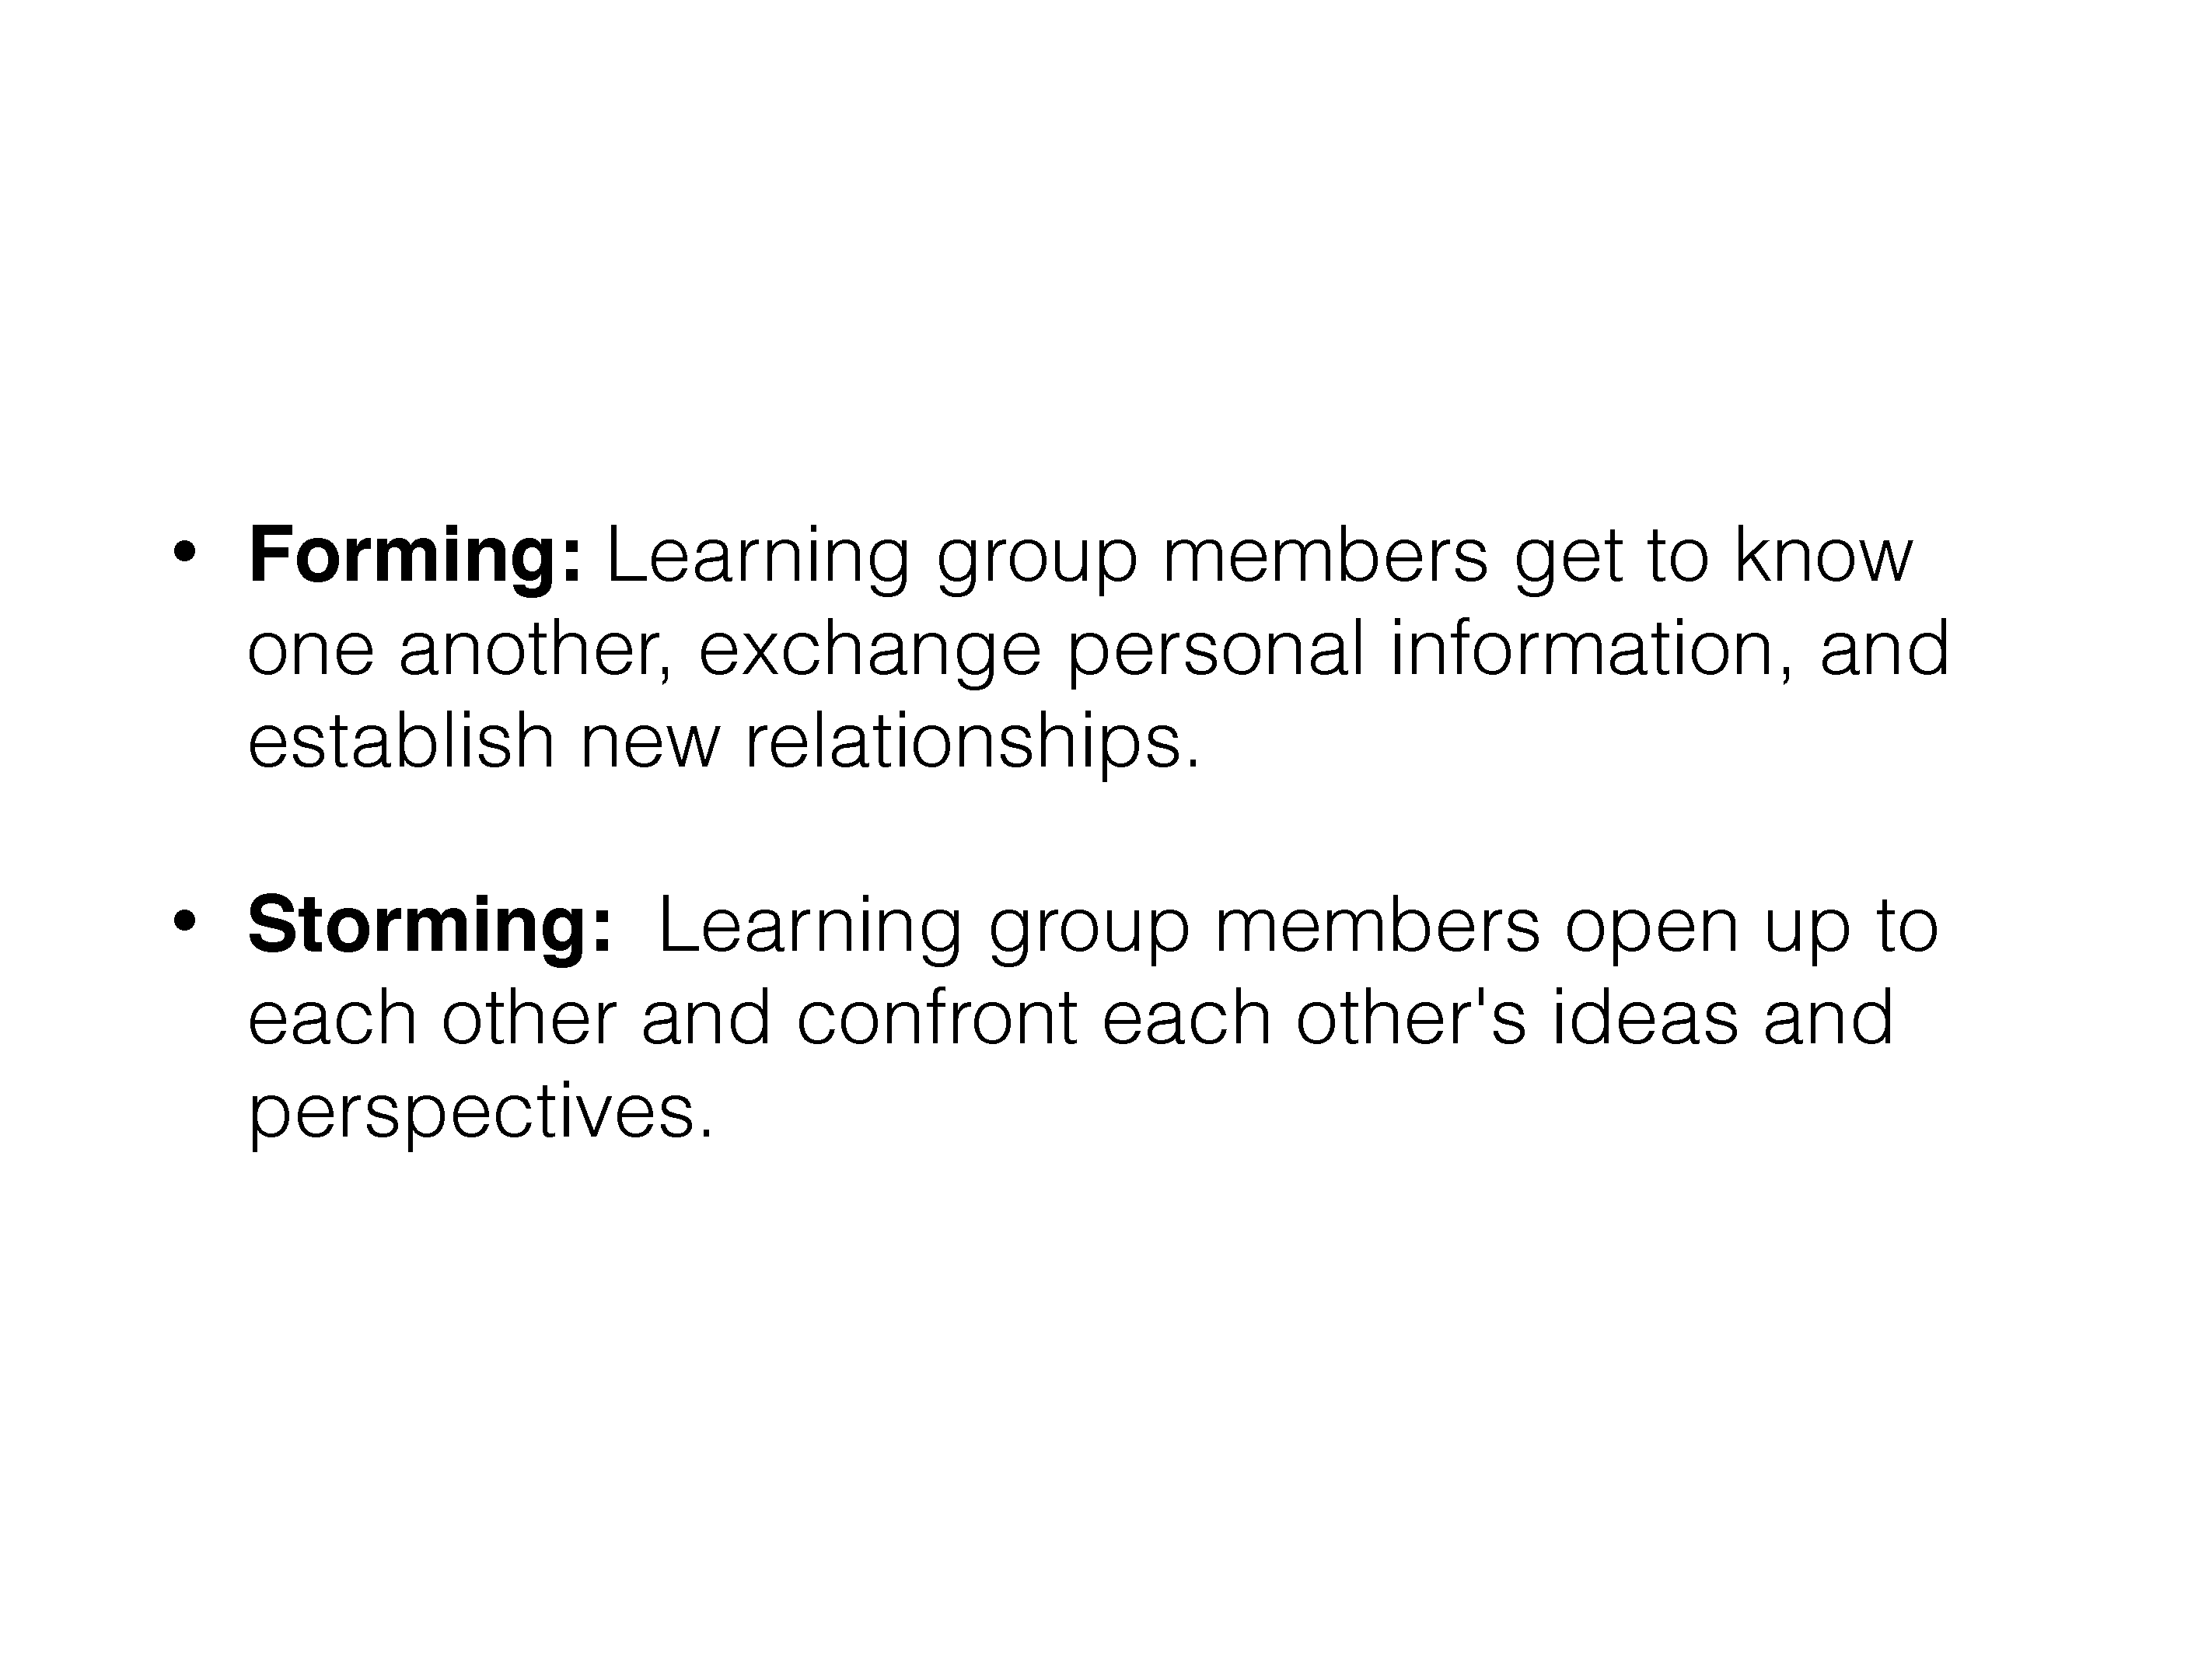 • Forming: Learning group members get to know
one another, exchange personal information, and
establish new relationships.
• Storming:  Learning group members open up to
each other and confront each other's ideas and
perspectives.